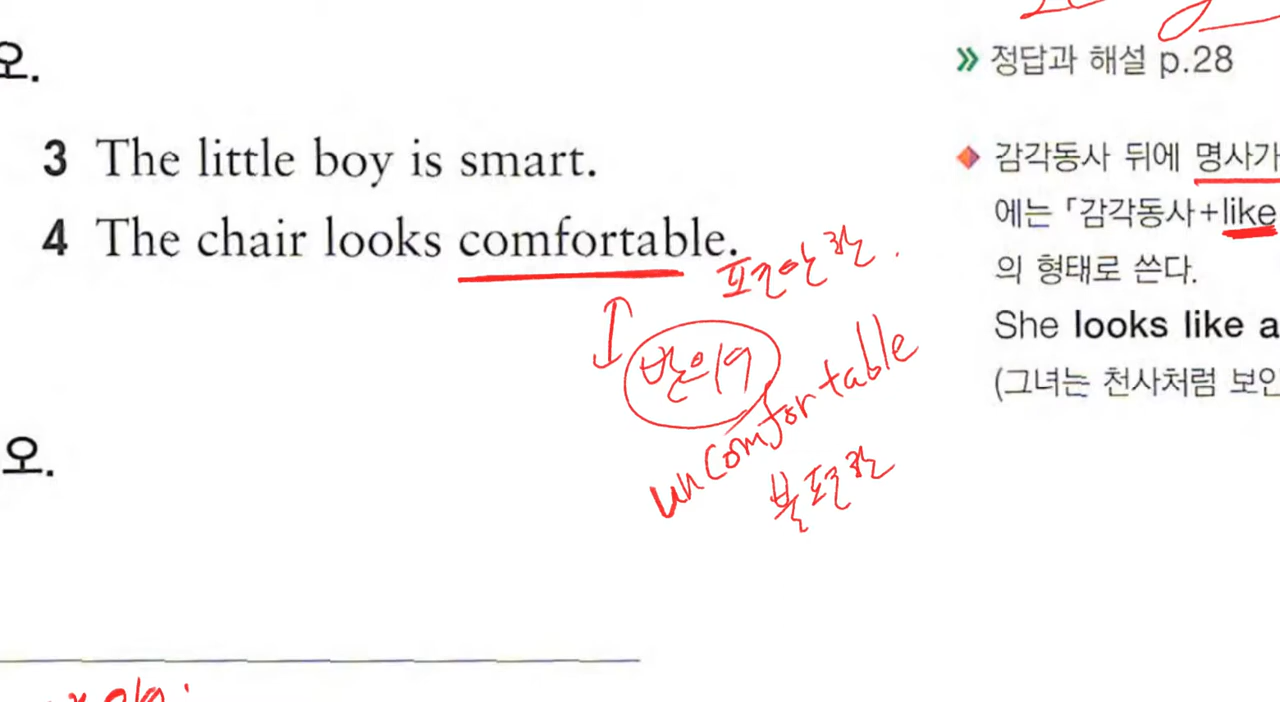 오.
» 정답과 해설 p.28
3 The little boy is smart.
4 The chair looks comfortable.
편안한.
반의어
uncomfortable
불편한
◆ 감각동사 뒤에 명사가
에는 「감각동사+like
의 형태로 쓴다.
She looks like a
(그녀는 천사처럼 보인
오.